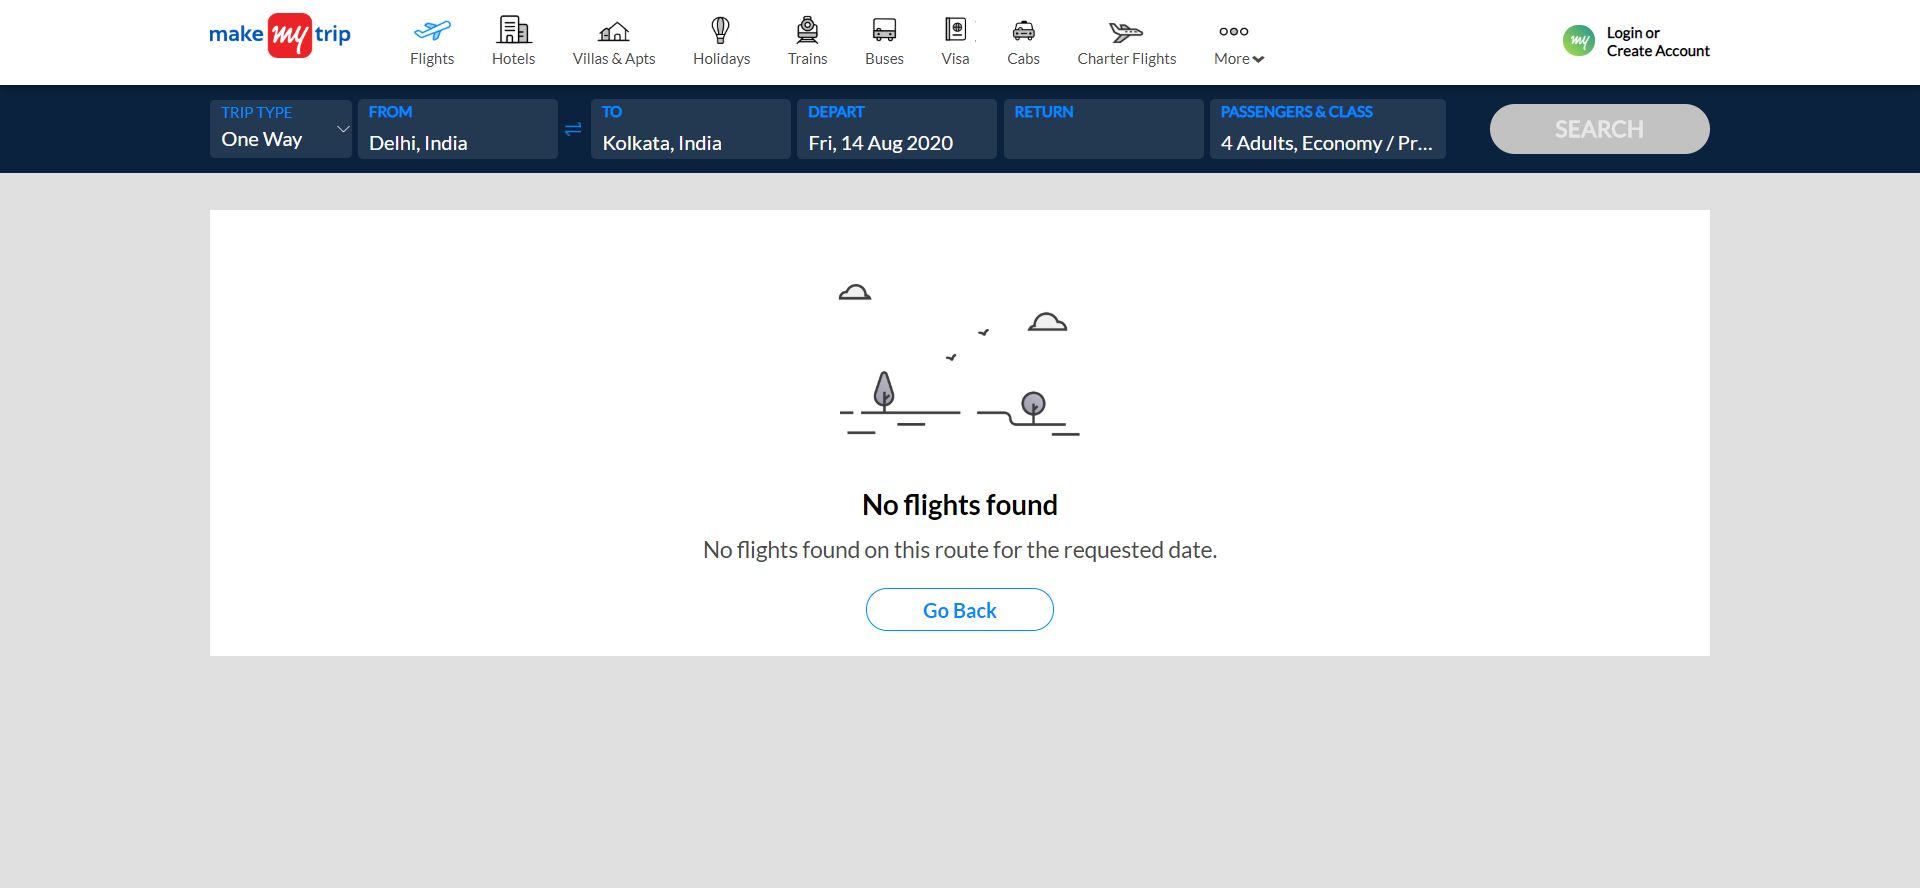 make my trip
Flights
Hotels
Villas & Apts
Holidays
Trains
Buses
Visa
Cabs
Charter Flights
More
my
Login or
Create Account
TRIP TYPE
One Way
FROM
Delhi, India
TO
Kolkata, India
DEPART
Fri, 14 Aug 2020
RETURN
PASSENGERS & CLASS
4 Adults, Economy / Pr...
SEARCH
No flights found
No flights found on this route for the requested date.
Go Back